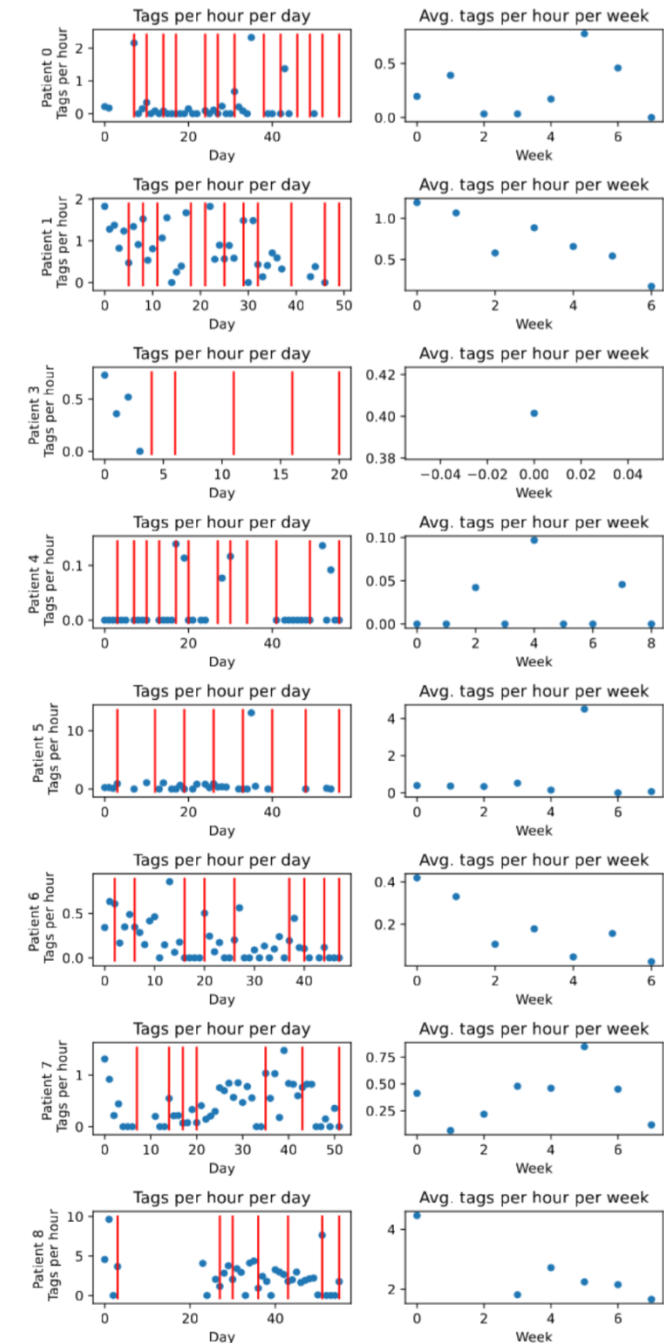 Tags per hour per day Avg. tags per hour per week
Patient 0
Tags per hour
2
1
0
0.5
0.0
0 20 40 0 2 4 6
Day Week
Tags per hour per day Avg. tags per hour per week
Patient 1
Tags per hour
2
1
0
1.0
0.5
0 10 20 30 40 50 0 2 4 6
Day Week
Tags per hour per day Avg. tags per hour per week
Patient 3
Tags per hour
0.5
0.0
0.42
0.40
0.38
0 5 10 15 20 −0.04 −0.02 0.00 0.02 0.04
Day Week
Tags per hour per day Avg. tags per hour per week
Patient 4
Tags per hour
0.1
0.0
0.10
0.05
0.00
0 20 40 0 2 4 6 8
Day Week
Tags per hour per day Avg. tags per hour per week
Patient 5
Tags per hour
10
0
4
2
0
0 20 40 0 2 4 6
Day Week
Tags per hour per day Avg. tags per hour per week
Patient 6
Tags per hour
0.5
0.0
0.4
0.2
0 10 20 30 40 0 2 4 6
Day Week
Tags per hour per day Avg. tags per hour per week
Patient 7
Tags per hour
1
0
0.75
0.50
0.25
0 10 20 30 40 50 0 2 4 6
Day Week
Tags per hour per day Avg. tags per hour per week
Patient 8
Tags per hour
10
5
0
4
2
0 20 40 0 2 4 6
Day Week